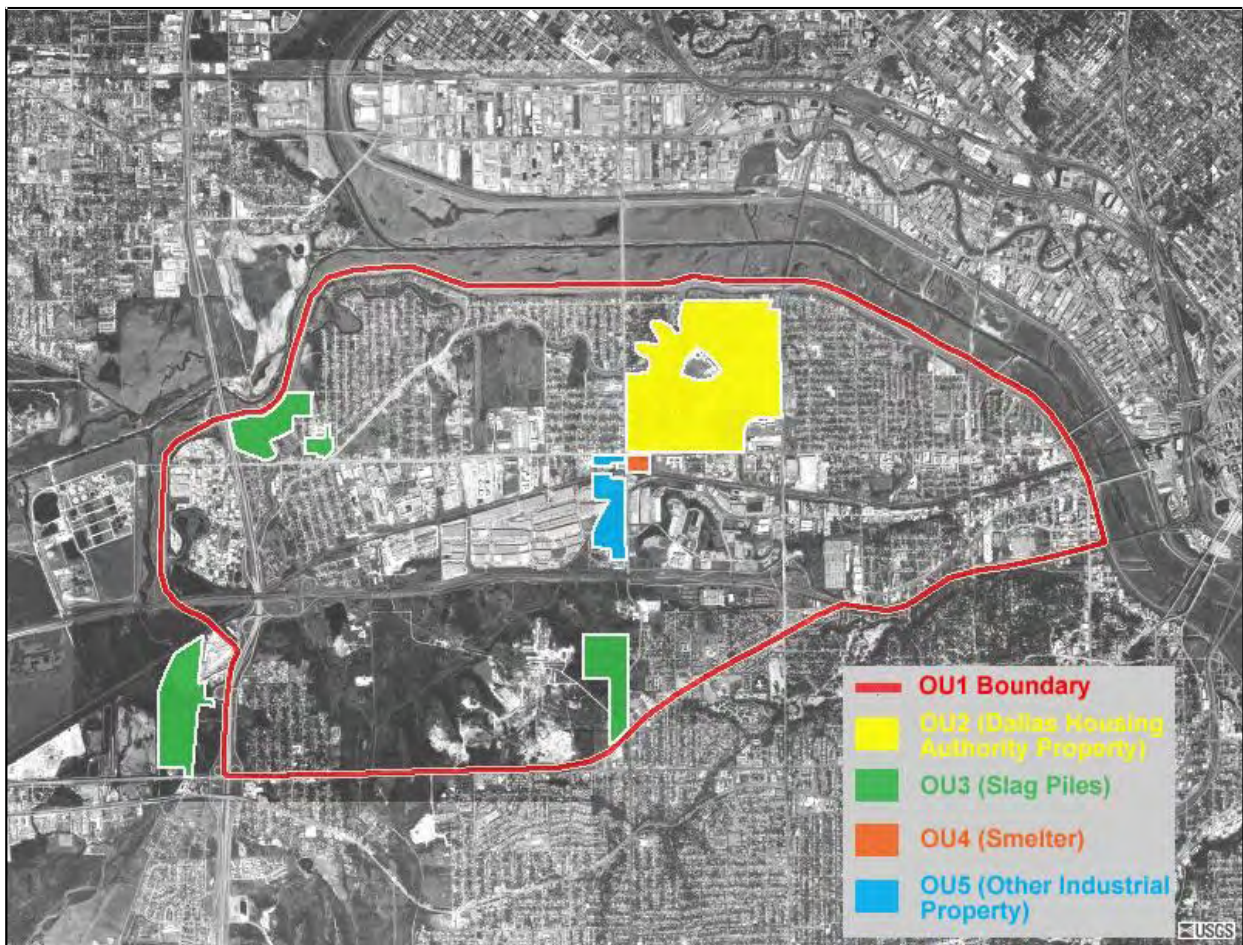 OU1 Boundary
OU2 (Dallas Housing
Authority Property)
OU3 (Slag Piles)
OU4 (Smelter)
OU5 (Other Industrial
Property)
USGS